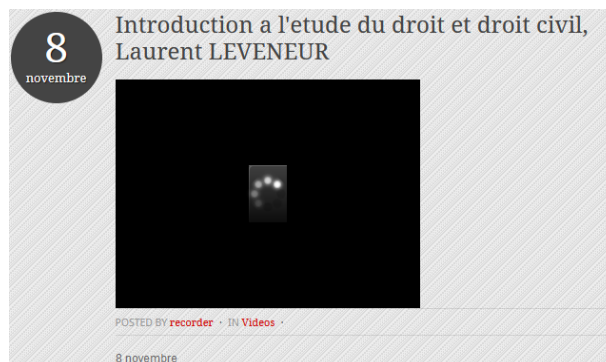 8
novembre
Introduction a l'etude du droit et droit civil,
Laurent LEVENEUR
POSTED BY recorder · IN Videos ·
8 novembre